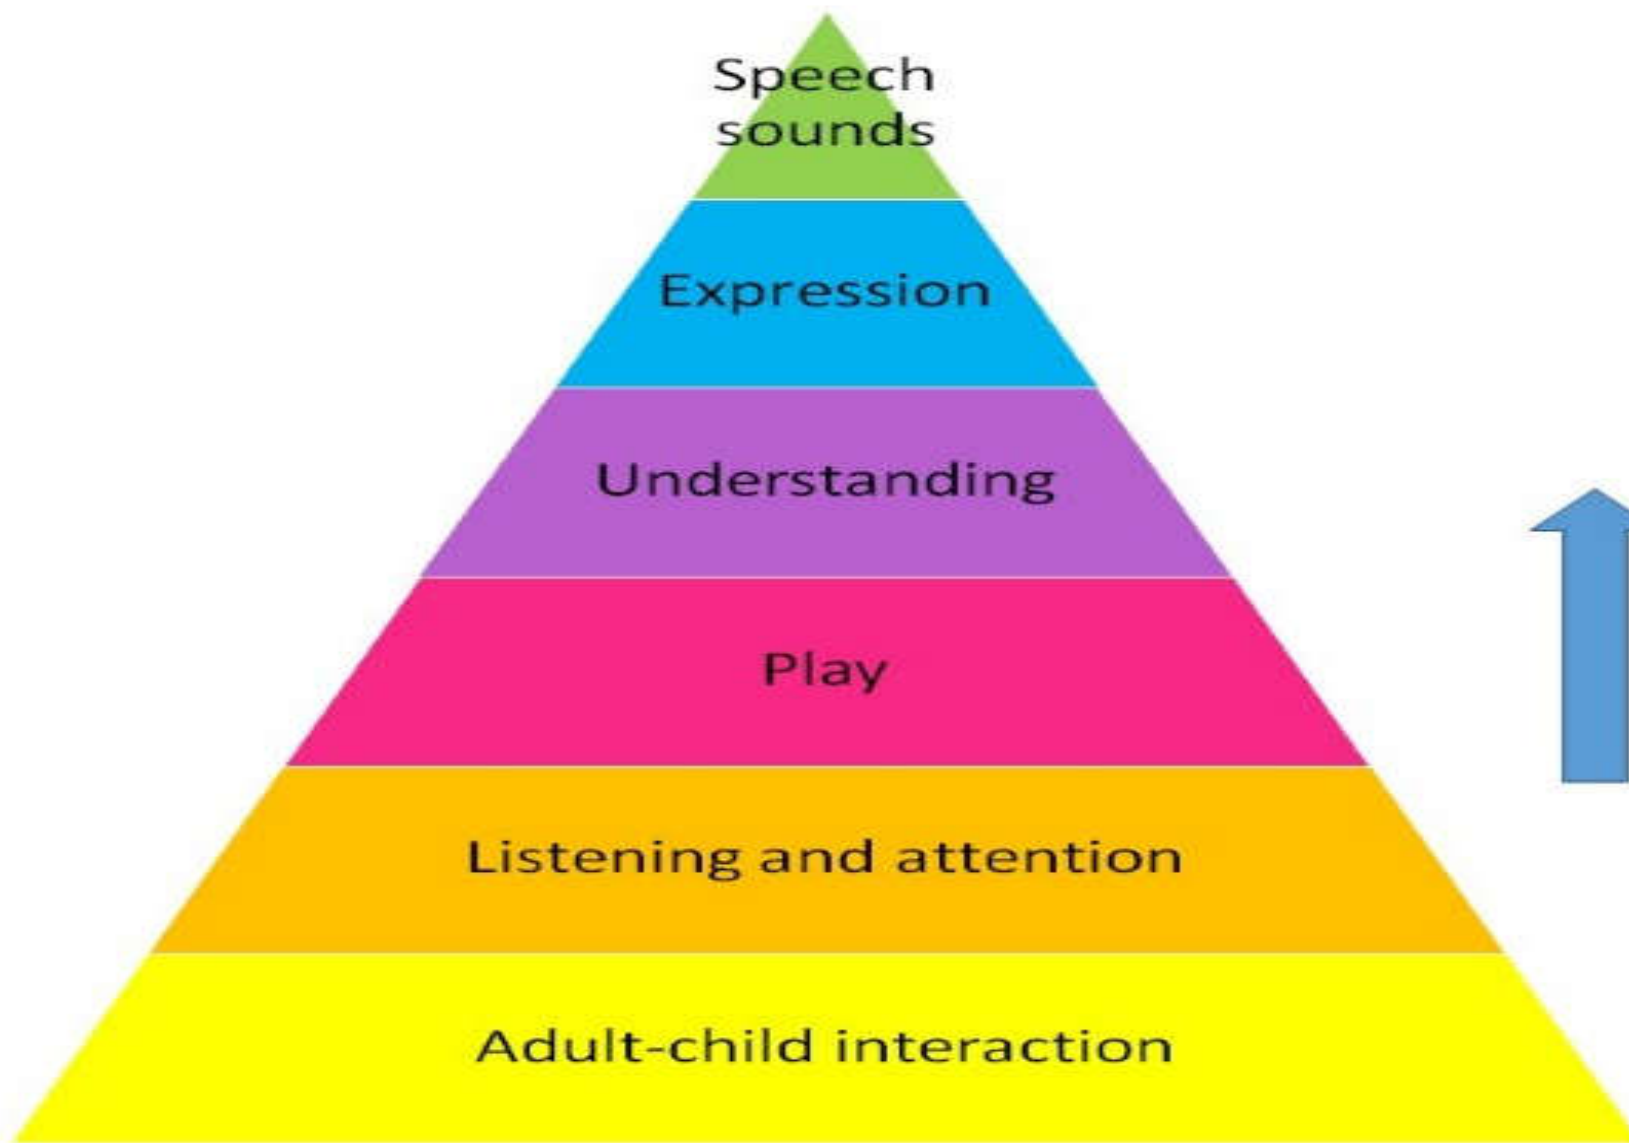 Speech
sounds
Expression
Understanding
Play
Listening and attention
Adult-child interaction